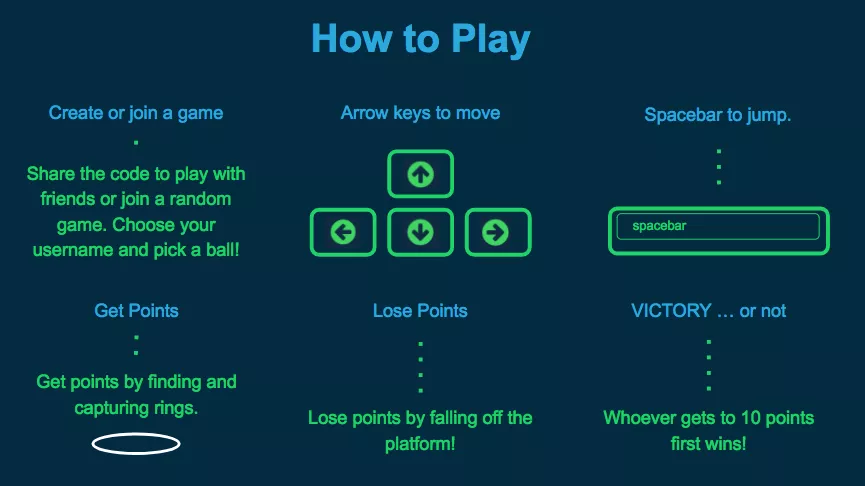 How to Play
Create or join a game
Share the code to play with
friends or join a random
game. Choose your
username and pick a ball!
Arrow keys to move
Spacebar to jump.
spacebar
Get Points
Get points by finding and
capturing rings.
Lose Points
Lose points by falling off the
platform!
VICTORY … or not
Whoever gets to 10 points
first wins!